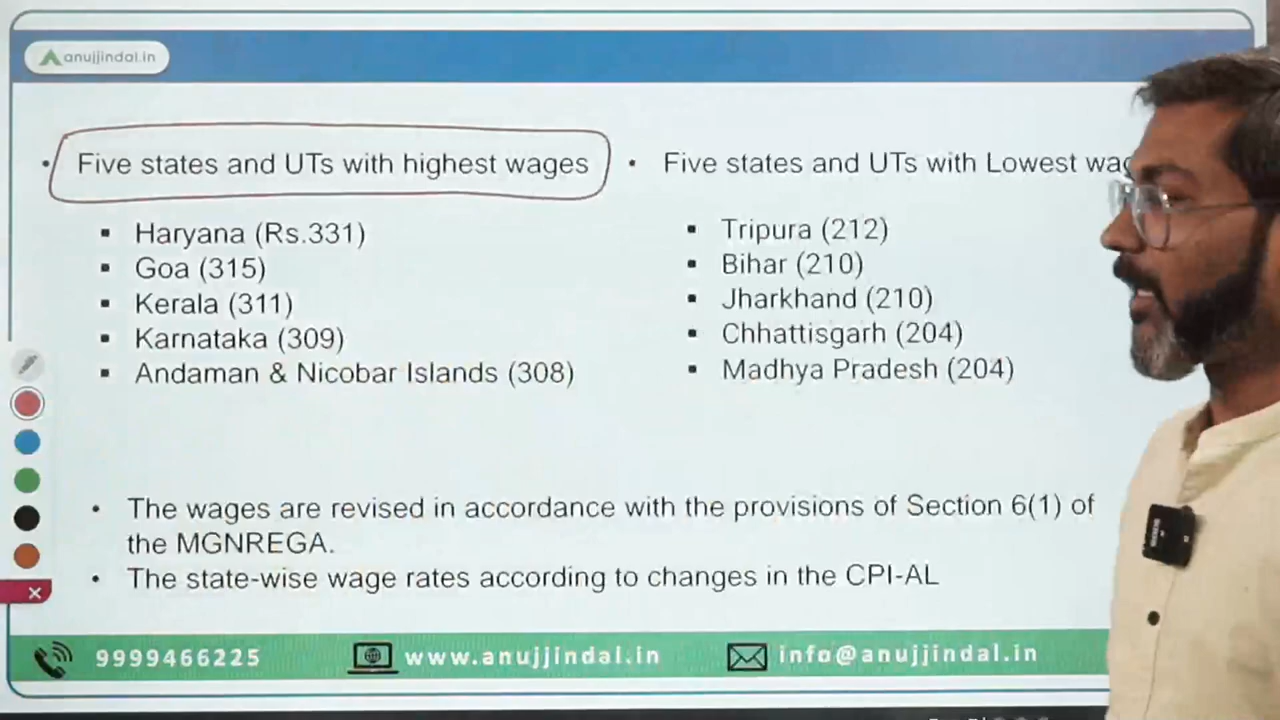 anujjindal.in
Five states and UTs with highest wages
Haryana (Rs.331)
Goa (315)
Kerala (311)
Karnataka (309)
Andaman & Nicobar Islands (308)
Five states and UTs with Lowest
Tripura (212)
Bihar (210)
Jharkhand (210)
Chhattisgarh (204)
Madhya Pradesh (204)
The wages are revised in accordance with the provisions of Section 6(1) of
the MGNREGA.
The state-wise wage rates according to changes in the CPI-AL
9999466225
www.anujjindal.in
info@anujjindal.in